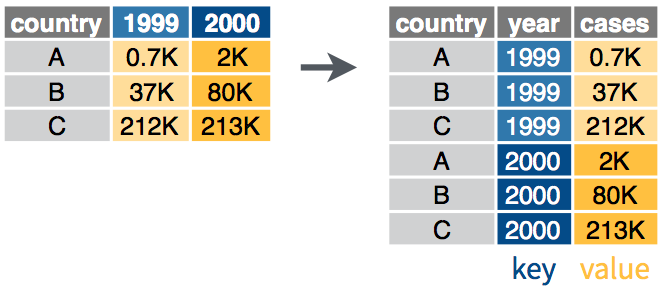 country 1999 2000
A 0.7K 2K
B 37K 80K
C 212K 213K
country year cases
A 1999 0.7K
B 1999 37K
C 1999 212K
A 2000 2K
B 2000 80K
C 2000 213K
key value